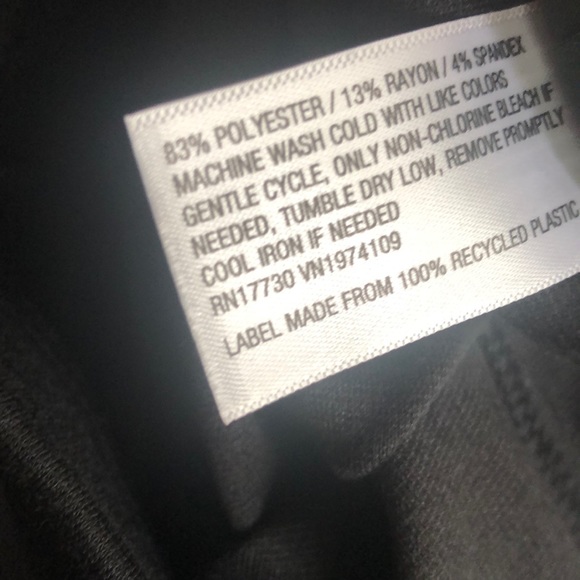 83% POLYESTER / 13% RAYON / 4% SPANDEX
MACHINE WASH COLD WITH LIKE COLORS
GENTLE CYCLE, ONLY NON-CHLORINE BLEACH IF
NEEDED, TUMBLE DRY LOW, REMOVE PROMPTLY
COOL IRON IF NEEDED
RN17730 VN1974109
LABEL MADE FROM 100% RECYCLED PLASTIC